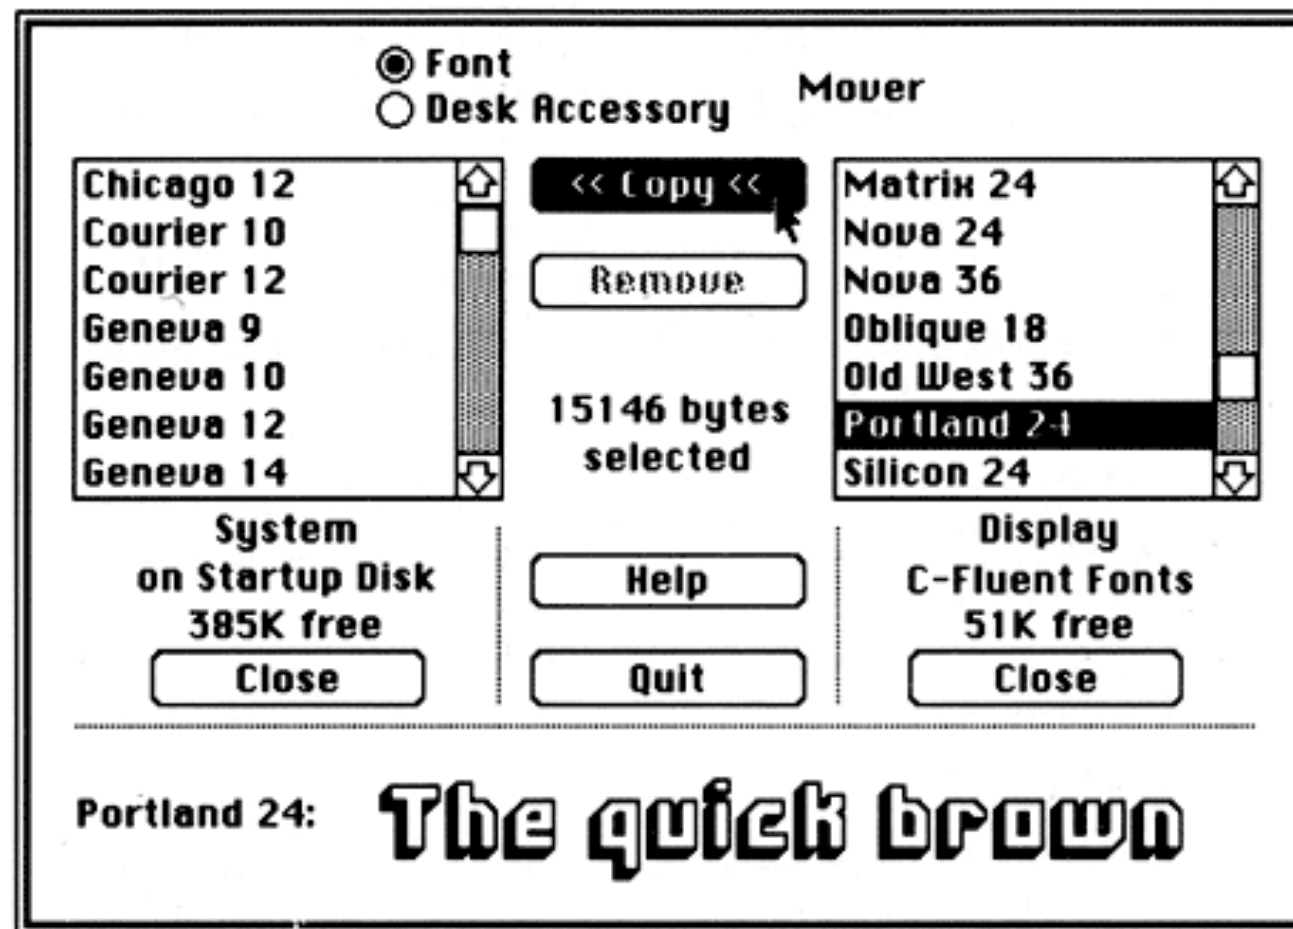 Font
Desk Accessory
Mover
Chicago 12
Courier 10
Courier 12
Geneva 9
Geneva 10
Geneva 12
Geneva 14
<< Copy <<
Remove
15146 bytes
selected
Matrix 24
Nova 24
Nova 36
Oblique 18
Old West 36
Portland 24
Silicon 24
System
on Startup Disk
385K free
Close
Help
Quit
Display
C-Fluent Fonts
51K free
Close
Portland 24: The quick brown